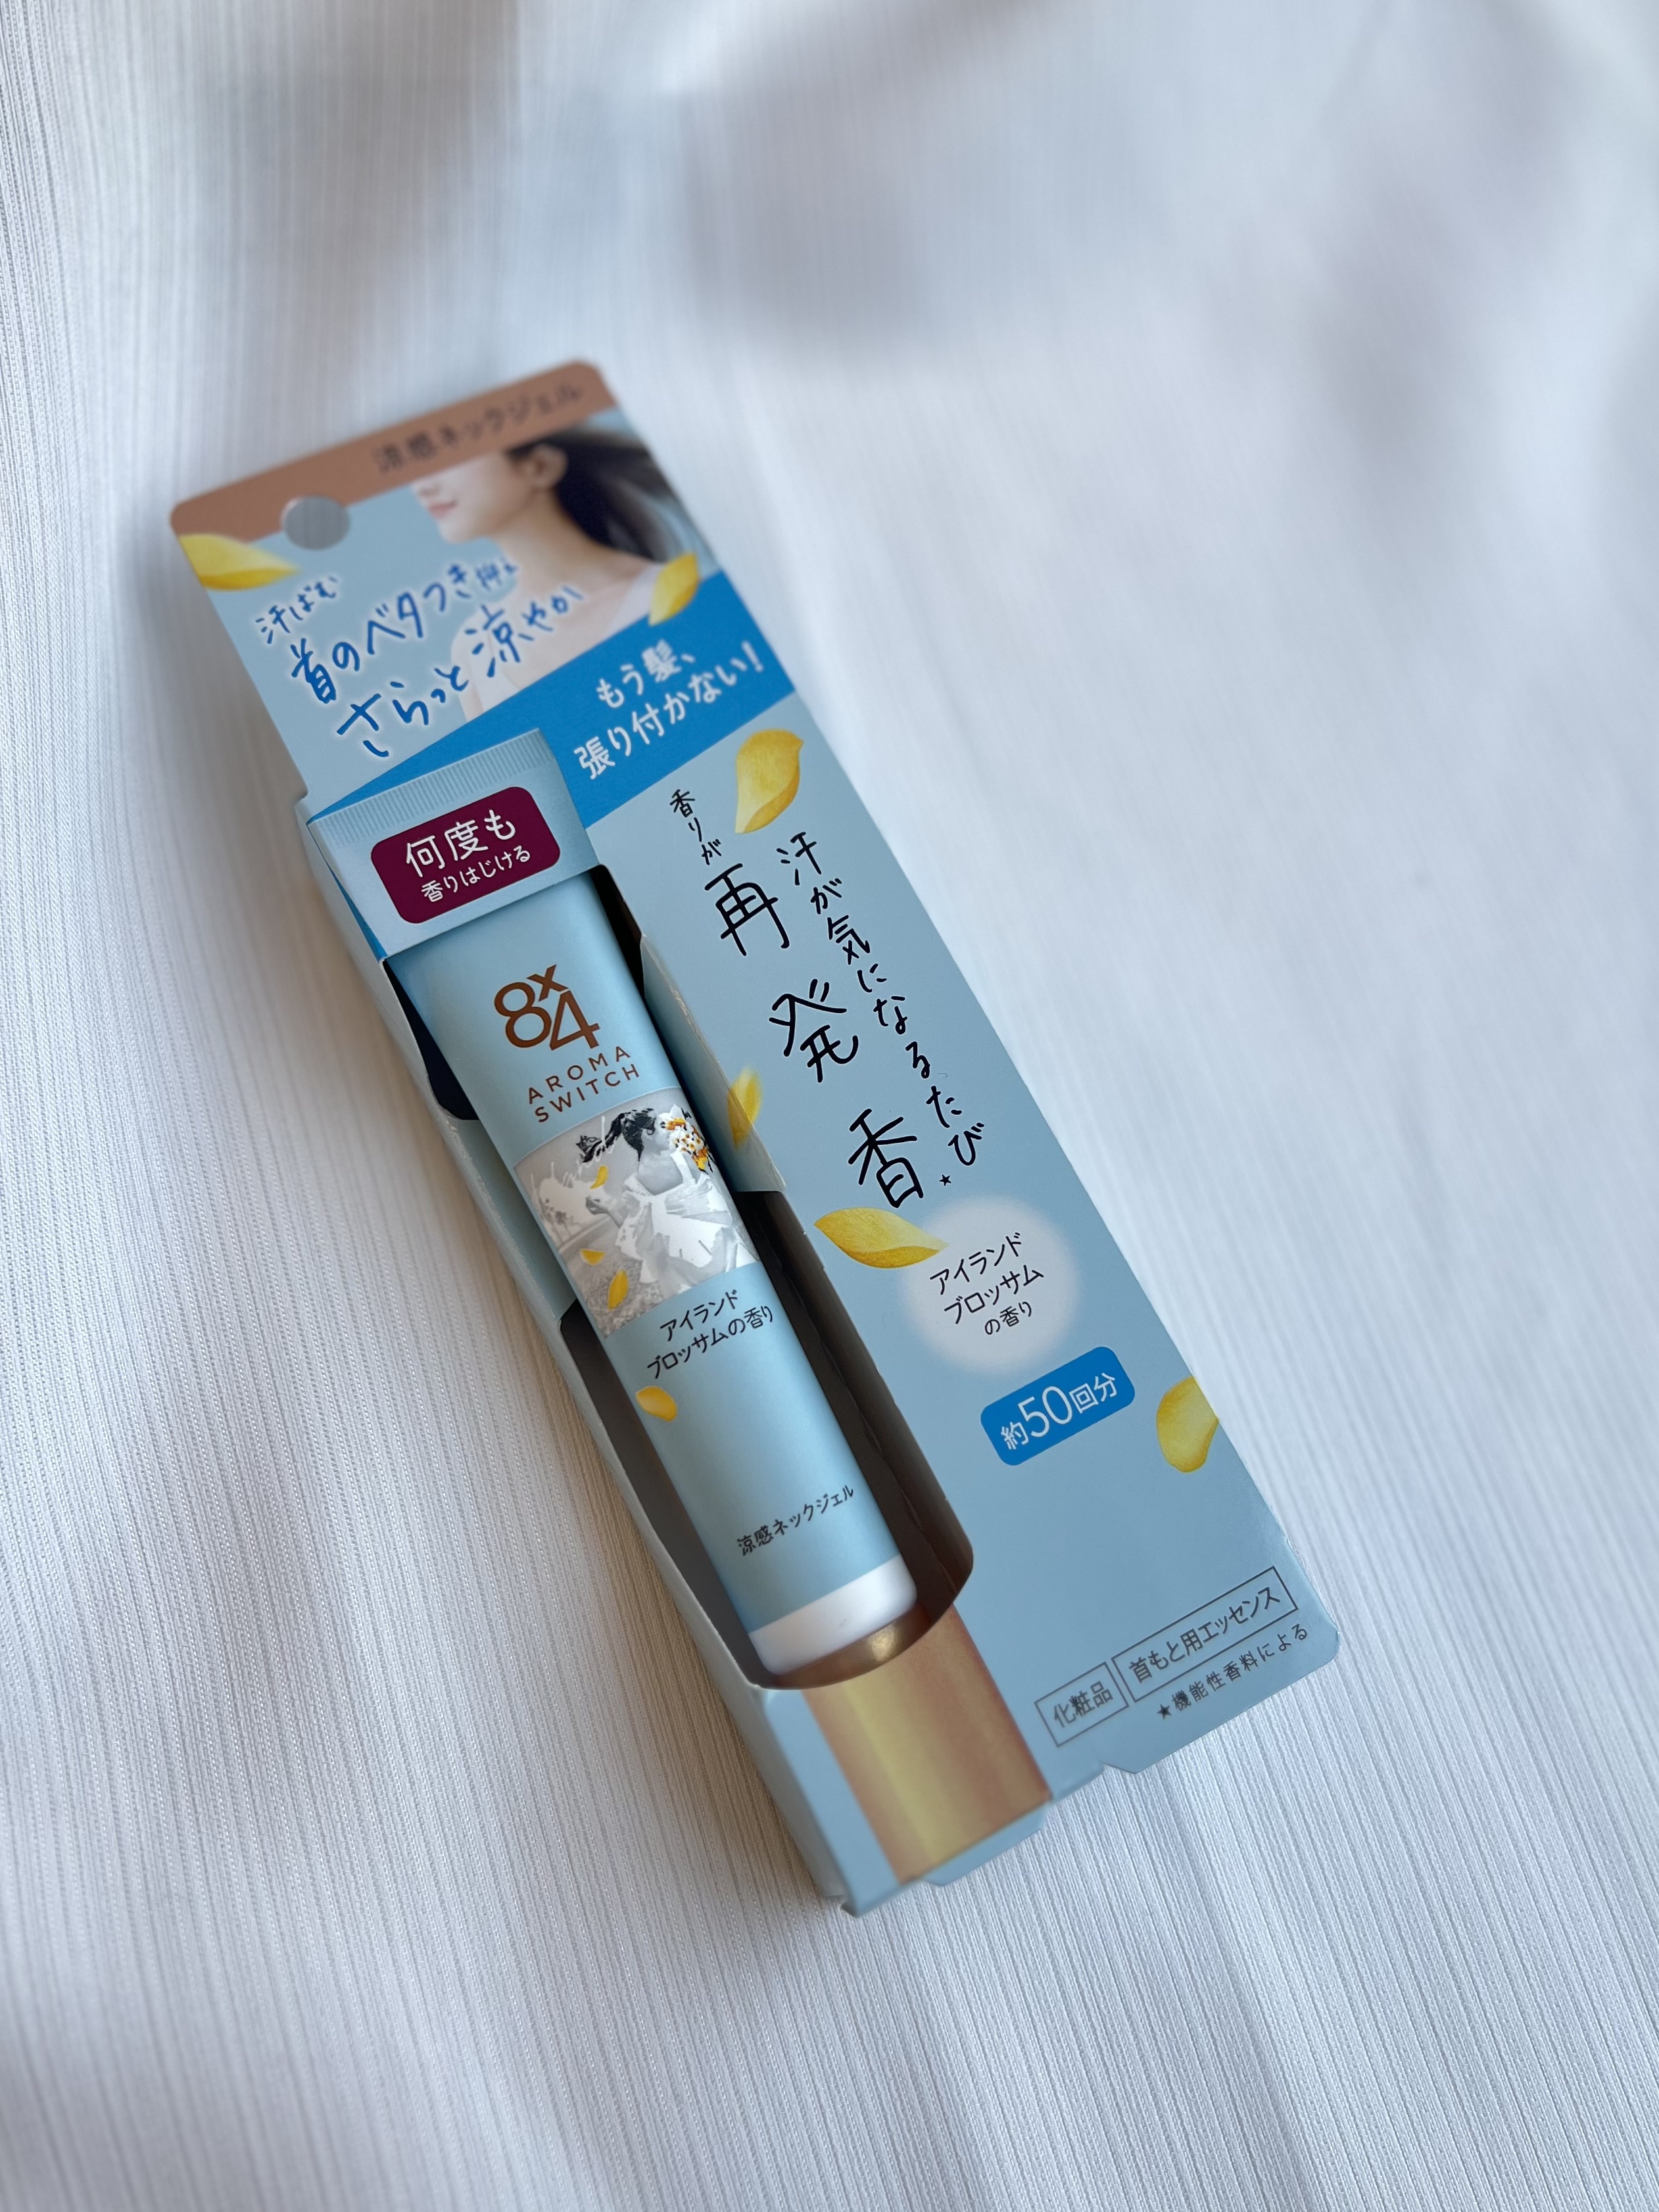 涼感ネックジェル
汗ばむ
首のベタつき抑え
さらっと涼やか
もう髪、
張り付かない!
何度も
香りはじける
8x4
AROMA
SWITCH
アイランド
ブロッサムの香り
涼感ネックジェル
汗が気になるたび
香りが再発香★
アイランド
ブロッサム
の香り
約50回分
化粧品 首もと用エッセンス
★機能性香料による